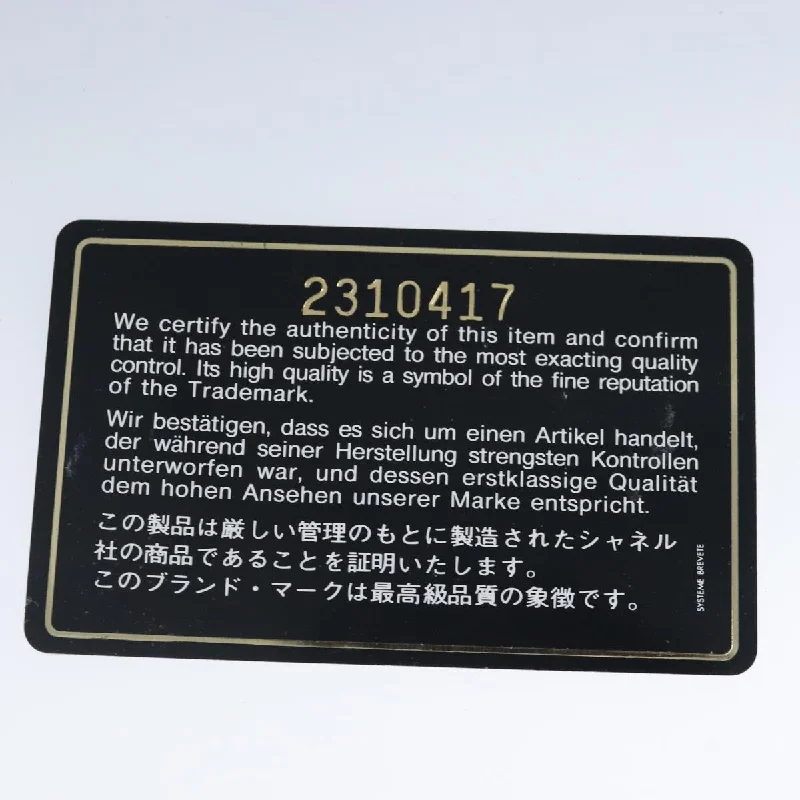 2310417
We certify the authenticity of this item and confirm
that it has been subjected to the most exacting quality
control. Its high quality is a symbol of the fine reputation
of the Trademark.
Wir bestätigen, dass es sich um einen Artikel handelt,
der während seiner Herstellung strengsten Kontrollen
unterworfen war, und dessen erstklassige Qualität
dem hohen Ansehen unserer Marke entspricht.
この製品は厳しい管理のもとに製造されたシャネル
社の商品であることを証明いたします。
このブランド・マークは最高級品質の象徴です。
SYSTEME BREVETE